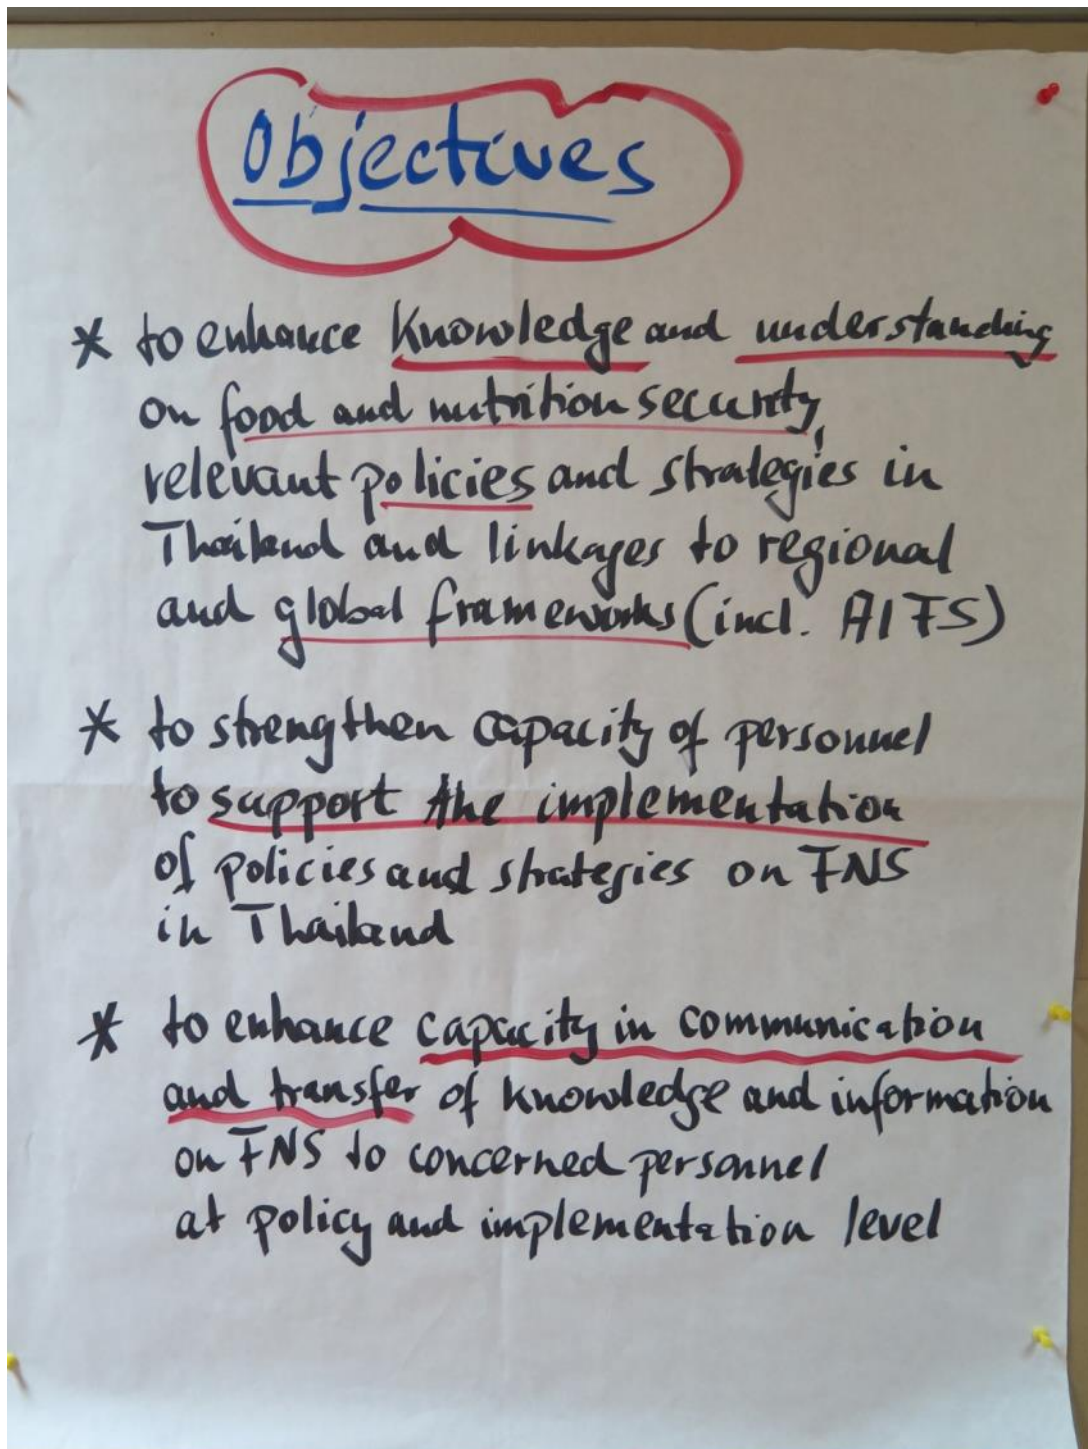 Objectives
* to enhance Knowledge and understanding
on food and nutrition security,
relevant policies and strategies in
Thailand and linkages to regional
and global frameworks (incl. AIFS)
* to strengthen capacity of personnel
to support the implementation
of policies and strategies on FNS
in Thailand
* to enhance capacity in communication
and transfer of knowledge and information
on FNS to concerned personnel
at policy and implementation level